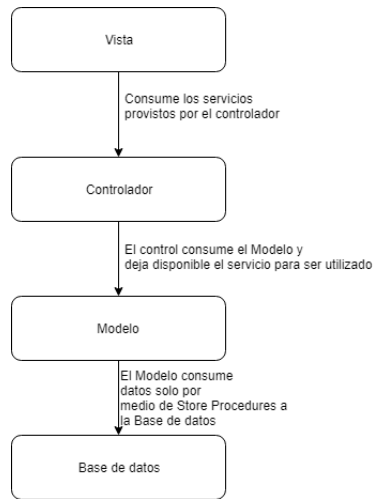 Vista
Consume los servicios
provistos por el controlador
Controlador
El control consume el Modelo y
deja disponible el servicio para ser utilizado
Modelo
El Modelo consume
datos solo por
medio de Store Procedures a
la Base de datos
Base de datos